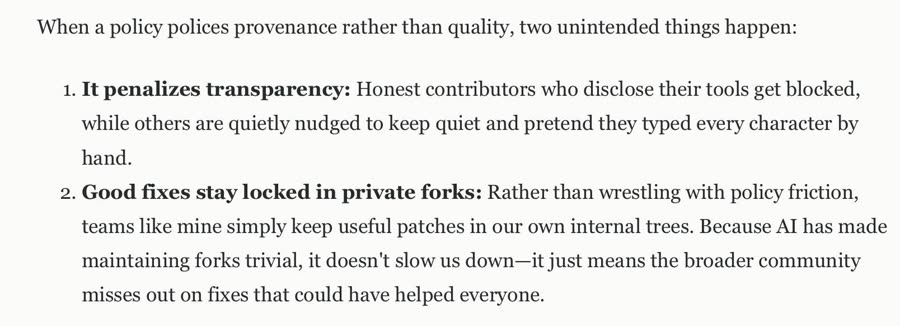 When a policy polices provenance rather than quality, two unintended things happen:
1. It penalizes transparency: Honest contributors who disclose their tools get blocked,
while others are quietly nudged to keep quiet and pretend they typed every character by
hand.
2. Good fixes stay locked in private forks: Rather than wrestling with policy friction,
teams like mine simply keep useful patches in our own internal trees. Because AI has made
maintaining forks trivial, it doesn't slow us down—it just means the broader community
misses out on fixes that could have helped everyone.